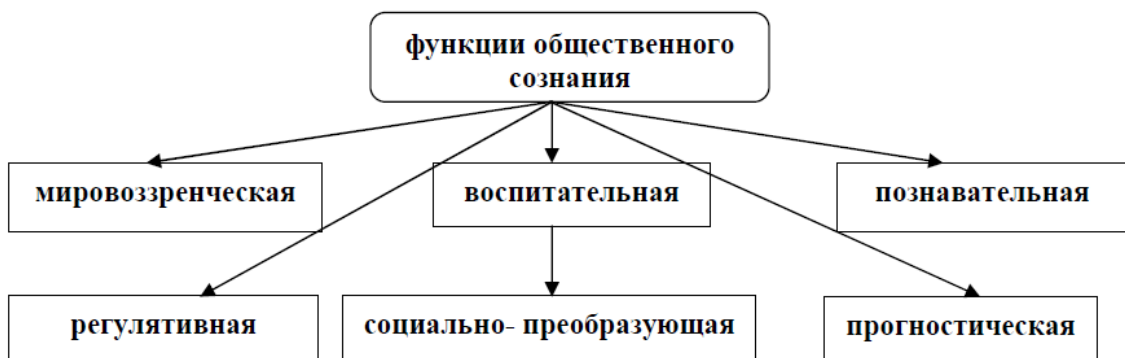 функции общественного
сознания
мировоззренческая
воспитательная
познавательная
регулятивная
социально- преобразующая
прогностическая